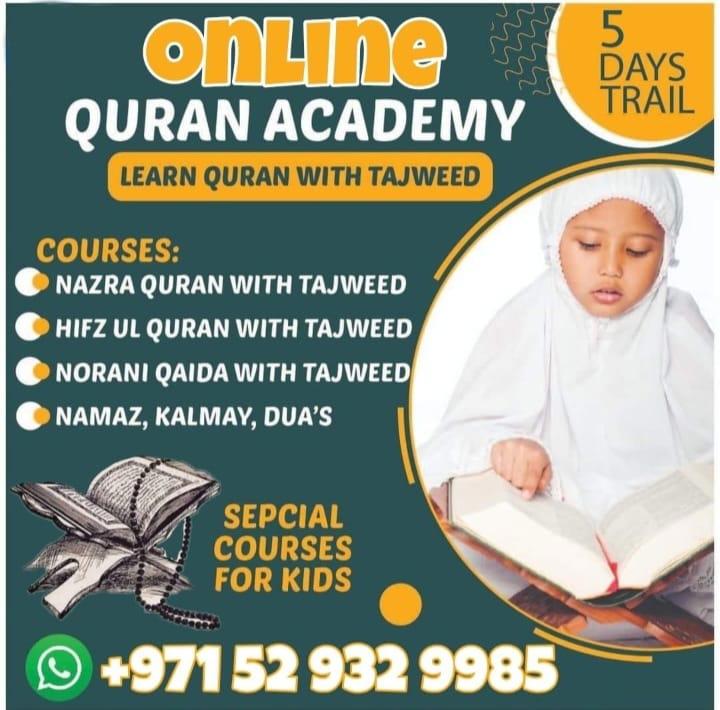 ONLINE
QURAN ACADEMY
LEARN QURAN WITH TAJWEED
5
DAYS
TRAIL
COURSES:
NAZRA QURAN WITH TAJWEED
HIFZ UL QURAN WITH TAJWEED
NORANI QAIDA WITH TAJWEED
NAMAZ, KALMAY, DUA'S
SEPCIAL
COURSES
FOR KIDS
+971 52 932 9985